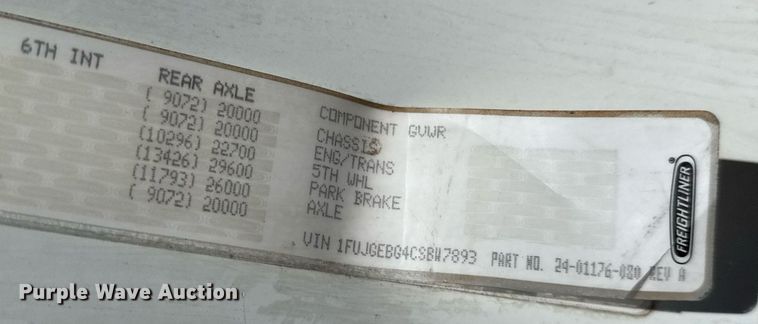 6TH INT
REAR AXLE
( 9072) 20000
( 9072) 20000
(10296) 22700
(13426) 29600
(11793) 26000
( 9072) 20000
COMPONENT GVWR
CHASSIS
ENG/TRANS
5TH WHL
PARK BRAKE
AXLE
VIN 1FUJGEBG4CSBW7893 PART NO. 24-01176-080 REV A
FREIGHTLINER
Purple Wave Auction